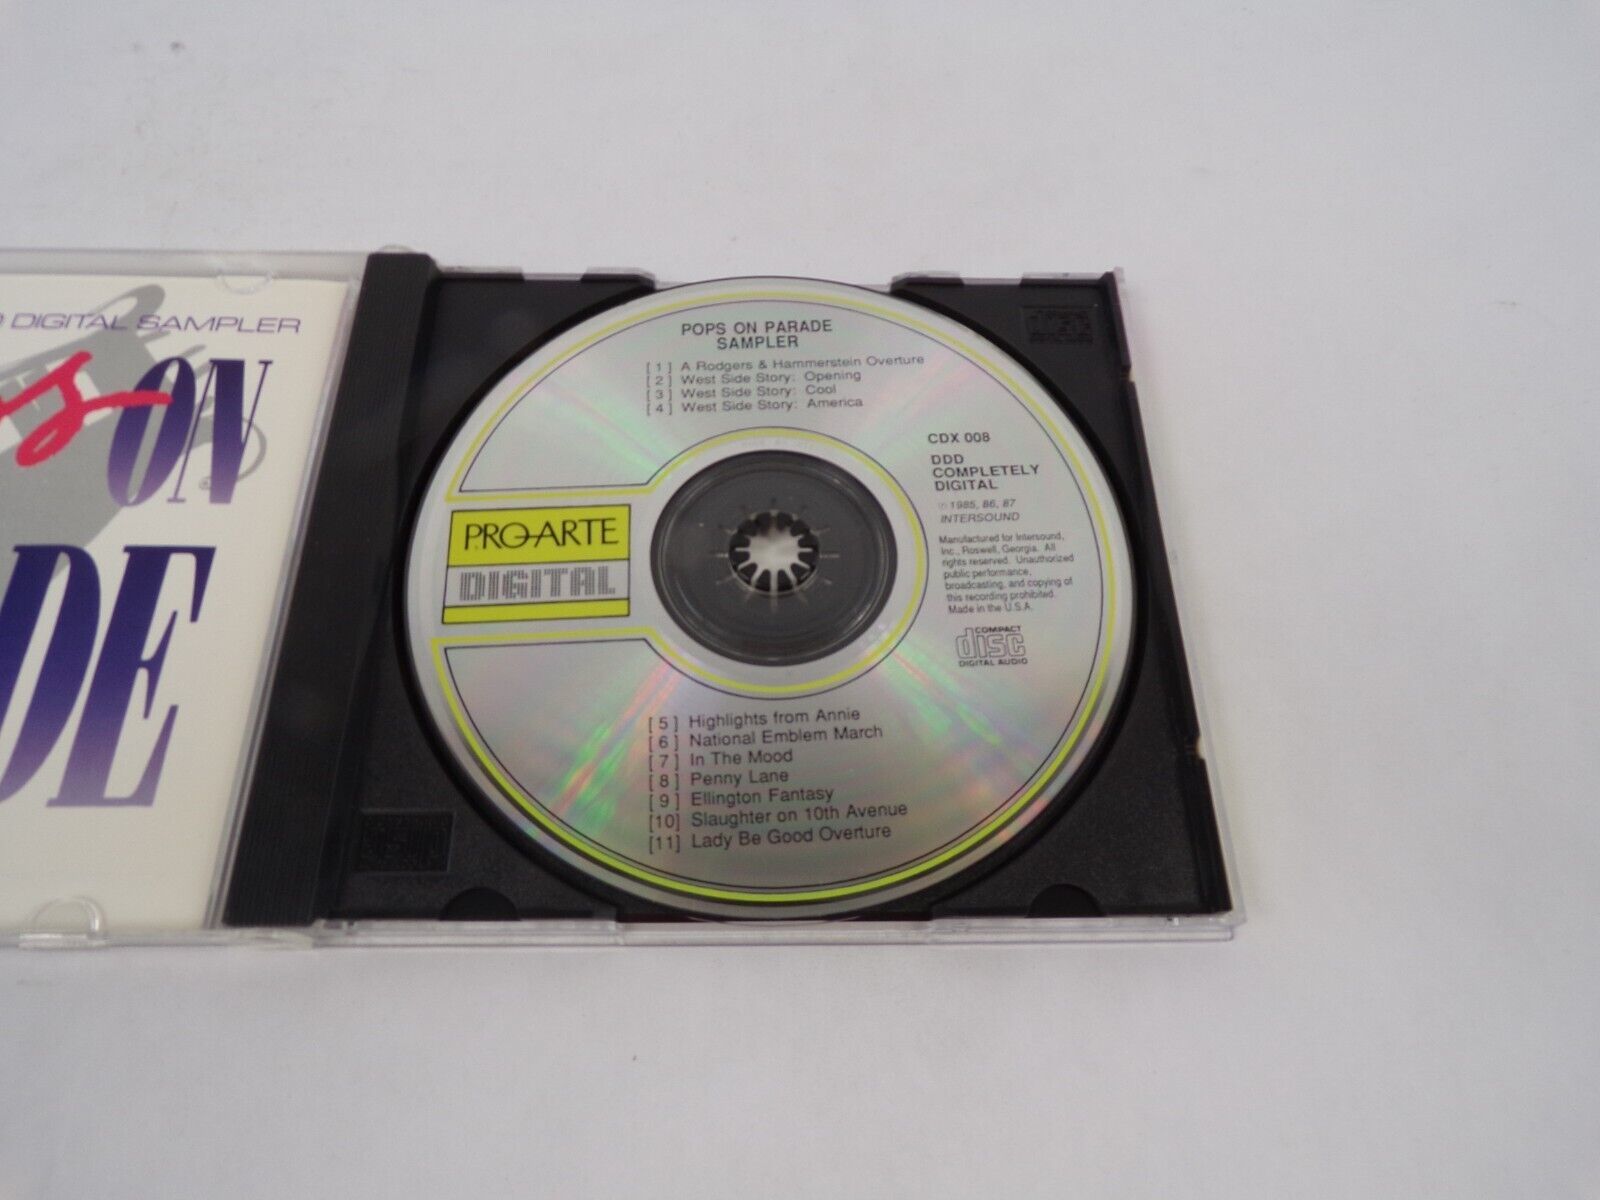 DIGITAL SAMPLER
ON
DE
POPS ON PARADE
SAMPLER
[1] A Rodgers & Hammerstein Overture
[2] West Side Story: Opening
[3] West Side Story: Cool
[4] West Side Story: America
CDX 008
DDD
COMPLETELY
DIGITAL
℗ 1985, 86, 87
INTERSOUND
Manufactured for Intersound,
Inc., Roswell, Georgia. All
rights reserved. Unauthorized
public performance,
broadcasting, and copying of
this recording prohibited.
Made in the U.S.A.
COMPACT
disc
DIGITAL AUDIO
PRO-ARTE
DIGITAL
[5] Highlights from Annie
[6] National Emblem March
[7] In The Mood
[8] Penny Lane
[9] Ellington Fantasy
[10] Slaughter on 10th Avenue
[11] Lady Be Good Overture